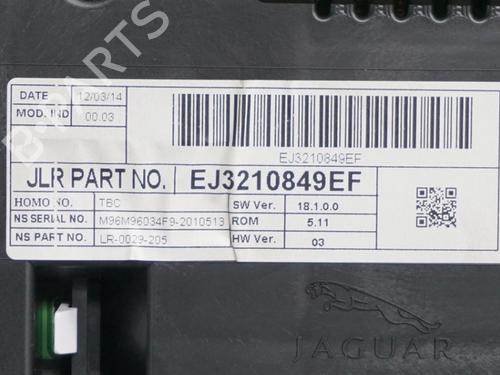 B-PARTS
DATE 12/03/14
MOD. IND 00.03
EJ3210849EF
JLR PART NO. EJ3210849EF
HOMO NO. TBC SW Ver. 18.1.0.0
NS SERIAL NO. M96M96034F9-2010513 ROM 5.11
NS PART NO. LR-0029-205 HW Ver. 03
JAGUAR